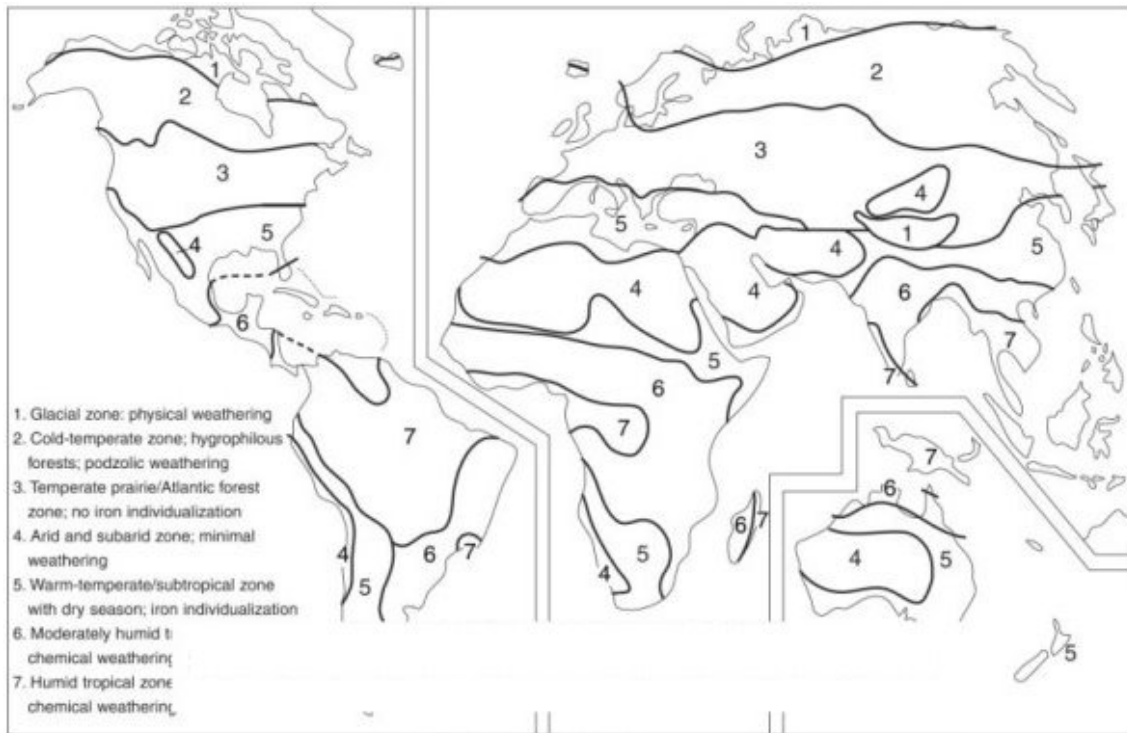 1
2
3
4
5
6
7
4
5
6
7
1
2
3
4
1
5
4
4
4
5
5
6
7
6
7
7
6
7
5
4
7
6
4
5
5
1. Glacial zone: physical weathering
2. Cold-temperate zone; hygrophilous
forests; podzolic weathering
3. Temperate prairie/Atlantic forest
zone; no iron individualization
4. Arid and subarid zone; minimal
weathering
5. Warm-temperate/subtropical zone
with dry season; iron individualization
6. Moderately humid
chemical weathering
7. Humid tropical zone
chemical weathering